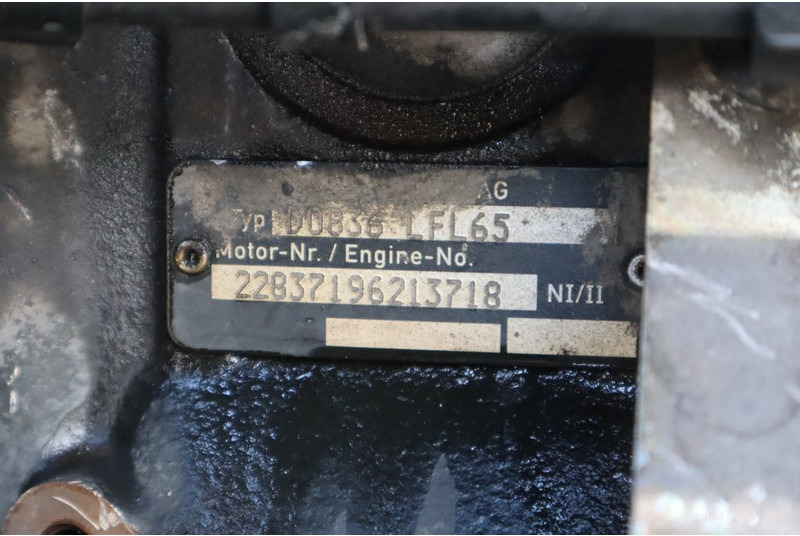 AG
Typ D0836 LFL65
Motor-Nr. / Engine-No.
22837196213718 NI/II